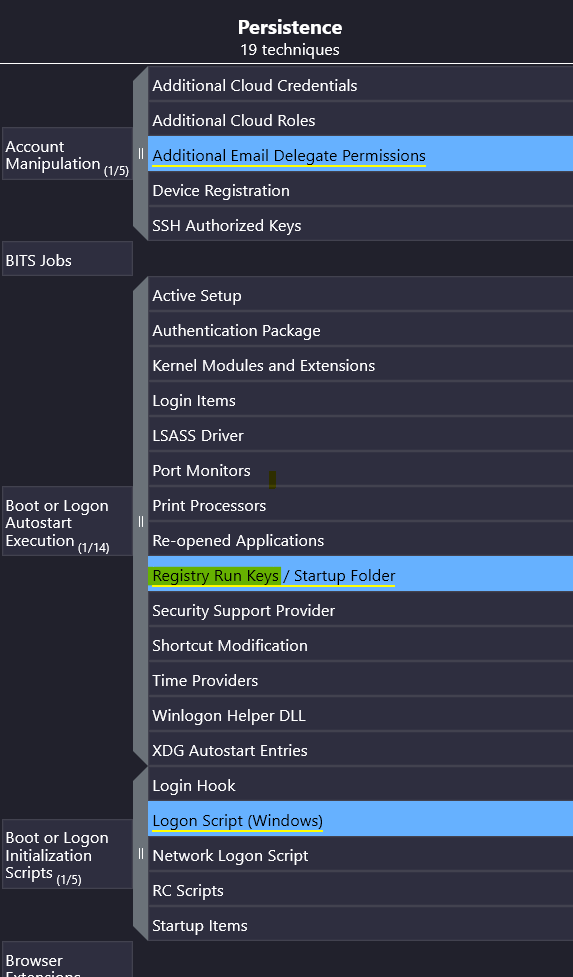 Persistence
19 techniques
Account
Manipulation (1/5)
Additional Cloud Credentials
Additional Cloud Roles
Additional Email Delegate Permissions
Device Registration
SSH Authorized Keys
BITS Jobs
Boot or Logon
Autostart
Execution (1/14)
Active Setup
Authentication Package
Kernel Modules and Extensions
Login Items
LSASS Driver
Port Monitors
Print Processors
Re-opened Applications
Registry Run Keys / Startup Folder
Security Support Provider
Shortcut Modification
Time Providers
Winlogon Helper DLL
XDG Autostart Entries
Boot or Logon
Initialization
Scripts (1/5)
Login Hook
Logon Script (Windows)
Network Logon Script
RC Scripts
Startup Items
Browser
Extensions